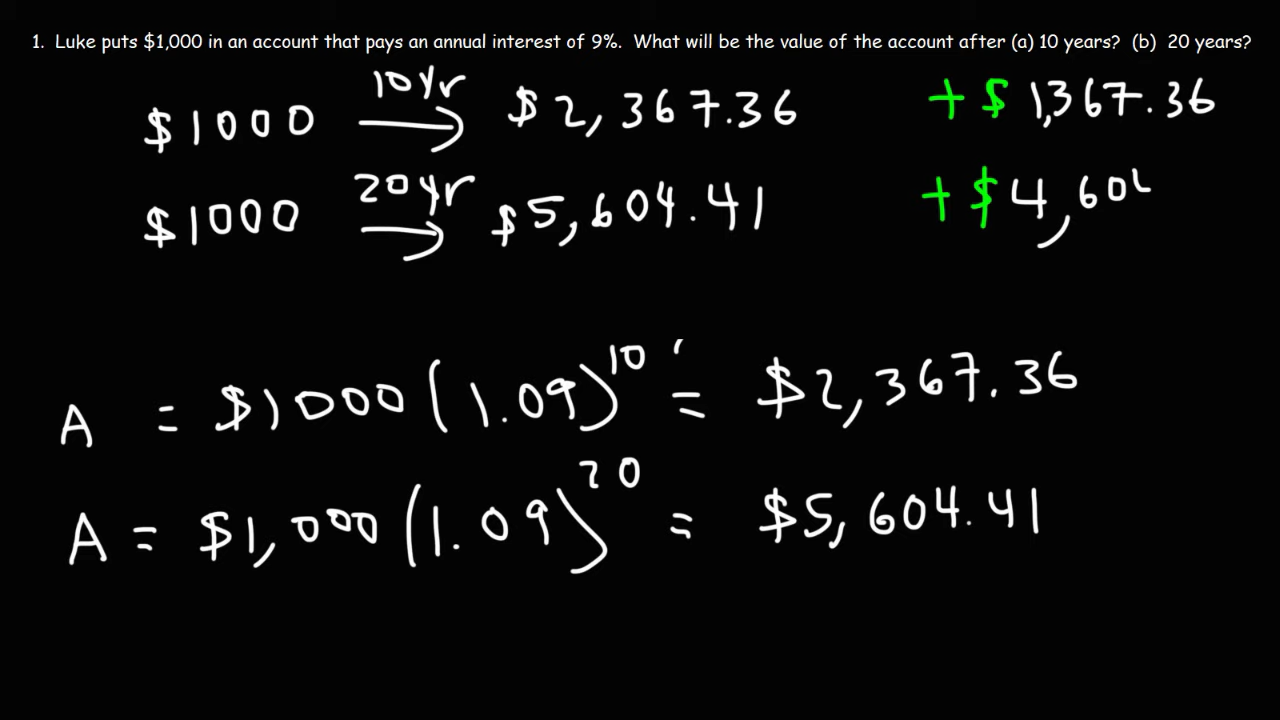 1. Luke puts $1,000 in an account that pays an annual interest of 9%. What will be the value of the account after (a) 10 years? (b) 20 years?
$1000 10yr → $2,367.36 + $ 1,367.36
$1000 20yr → $5,604.41 + $4,60
A = $1000(1.09)^10 = $2,367.36
A = $1,000(1.09)^20 = $5,604.41